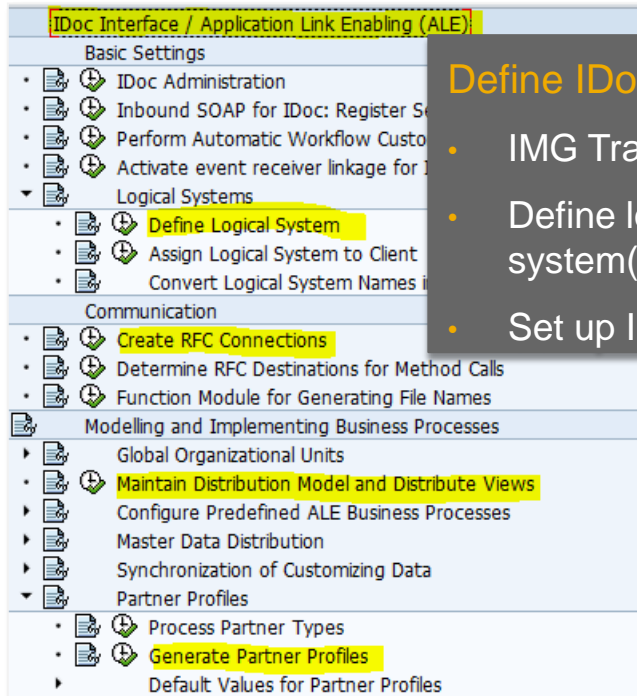 IDoc Interface / Application Link Enabling (ALE)
Basic Settings
IDoc Administration
Inbound SOAP for IDoc: Register
Perform Automatic Workflow
Activate event receiver linkage for
Logical Systems
Define Logical System
Assign Logical System to Client
Convert Logical System Names
Communication
Create RFC Connections
Determine RFC Destinations for Method Calls
Function Module for Generating File Names
Modelling and Implementing Business Processes
Global Organizational Units
Maintain Distribution Model and Distribute Views
Configure Predefined ALE Business Processes
Master Data Distribution
Synchronization of Customizing Data
Partner Profiles
Process Partner Types
Generate Partner Profiles
Default Values for Partner Profiles
Define
• IMG
• Define
system(
• Set up